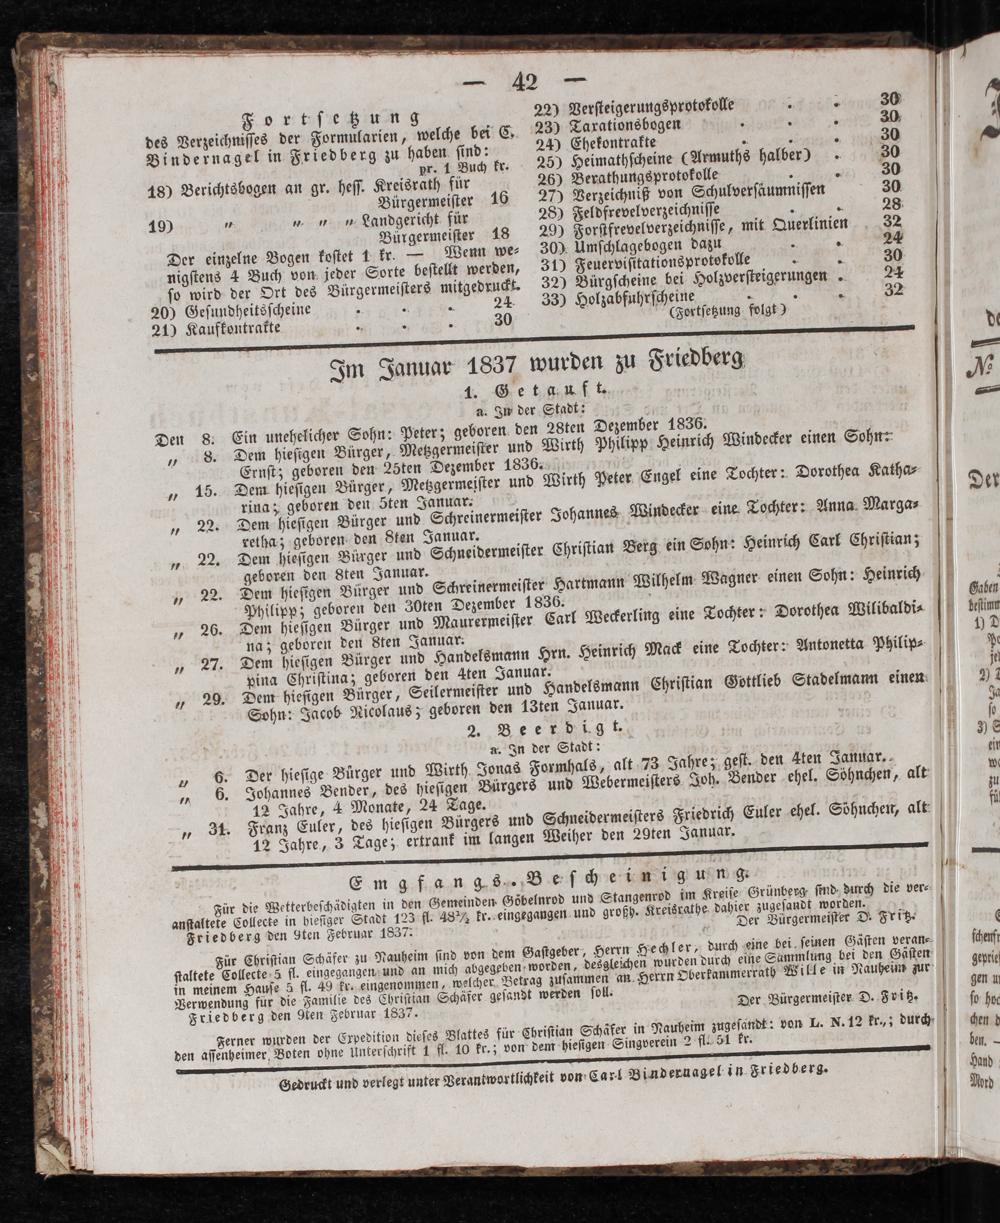 — 42 —
Fortsetzung
des Verzeichnisses der Formularien, welche bei C.
Bindernagel in Friedberg zu haben sind:
pr. 1 Buch kr.
18) Berichtsbogen an gr. hess. Kreisrath für
Bürgermeister 16
19) „ „ „ „ Landgericht für
Bürgermeister 18
Der einzelne Bogen kostet 1 kr. — Wenn we-
nigstens 4 Buch von jeder Sorte bestellt werden,
so wird der Ort des Bürgermeisters mitgedruckt.
20) Gesundheitsscheine . . . 24
21) Kaufkontrakte . . . 30
22) Versteigerungsprotokolle . . 30
23) Taxationsbogen . . . 30
24) Ehekontrakte . . . 30
25) Heimathscheine (Armuths halber) . 30
26) Berathungsprotokolle . . 30
27) Verzeichniß von Schulversäumnissen 30
28) Feldfrevelverzeichnisse . . 28
29) Forstfrevelverzeichnisse, mit Querlinien 32
30) Umschlagebogen dazu . . 24
31) Feuervisitationsprotokolle . . 30
32) Bürgscheine bei Holzversteigerungen . 24
33) Holzabfuhrscheine . . . 32
(Fortsetzung folgt)
Im Januar 1837 wurden zu Friedberg
1. Getauft.
a. In der Stadt:
Den 8. Ein unehelicher Sohn: Peter; geboren den 28ten Dezember 1836.
„ 8. Dem hiesigen Bürger, Metzgermeister und Wirth Philipp Heinrich Windecker einen Sohn:
Ernst; geboren den 25ten Dezember 1836.
„ 15. Dem hiesigen Bürger, Metzgermeister und Wirth Peter Engel eine Tochter: Dorothea Katha-
rina; geboren den 5ten Januar.
„ 22. Dem hiesigen Bürger und Schreinermeister Johannes Windecker eine Tochter: Anna Marga-
retha; geboren den 8ten Januar.
„ 22. Dem hiesigen Bürger und Schneidermeister Christian Berg ein Sohn: Heinrich Carl Christian;
geboren den 8ten Januar.
„ 22. Dem hiesigen Bürger und Schreinermeister Hartmann Wilhelm Wagner einen Sohn: Heinrich
Philipp; geboren den 30ten Dezember 1836.
„ 26. Dem hiesigen Bürger und Maurermeister Carl Weckerling eine Tochter: Dorothea Wilibaldi-
na; geboren den 8ten Januar.
„ 27. Dem hiesigen Bürger und Handelsmann Hrn. Heinrich Mack eine Tochter: Antonetta Philip-
pina Christina; geboren den 4ten Januar.
„ 29. Dem hiesigen Bürger, Seilermeister und Handelsmann Christian Gottlieb Stadelmann einen
Sohn: Jacob Nicolaus; geboren den 13ten Januar.
2. Beerdigt.
a. In der Stadt:
„ 6. Der hiesige Bürger und Wirth Jonas Formhals, alt 73 Jahre; gest. den 4ten Januar.
„ 6. Johannes Bender, des hiesigen Bürgers und Webermeisters Joh. Bender ehel. Söhnchen, alt
12 Jahre, 4 Monate, 24 Tage.
„ 31. Franz Euler, des hiesigen Bürgers und Schneidermeisters Friedrich Euler ehel. Söhnchen, alt
12 Jahre, 3 Tage; ertrank im langen Weiher den 29ten Januar.
Emgfangs-Bescheinigung.
Für die Wetterbeschädigten in den Gemeinden Göbelnrod und Stangenrod im Kreise Grünberg sind durch die ver-
anstaltete Collecte in hiesiger Stadt 123 fl. 48½ kr. eingegangen und großh. Kreisrathe dahier zugesandt worden.
Friedberg den 9ten Februar 1837. Der Bürgermeister D. Fritz.
Für Christian Schäfer zu Nauheim sind von dem Gastgeber, Herrn Hechler, durch eine bei seinen Gästen veran-
staltete Collecte 5 fl. eingegangen und an mich abgegeben worden, desgleichen wurden durch eine Sammlung bei den Gästen
in meinem Hause 5 fl. 49 kr. eingenommen, welcher Betrag zusammen an Herrn Oberkammerrath Wille in Nauheim zur
Verwendung für die Familie des Christian Schäfer gesandt werden soll.
Friedberg den 9ten Februar 1837. Der Bürgermeister D. Fritz.
Ferner wurden der Expedition dieses Blattes für Christian Schäfer in Nauheim zugesandt: von L. N. 12 kr.; durch
den assenheimer Boten ohne Unterschrift 1 fl. 10 kr.; von dem hiesigen Singverein 2 fl. 51 kr.
Gedruckt und verlegt unter Verantwortlichkeit von Carl Bindernagel in Friedberg.
№
Der
Gaben
1) D
2)
3) S
so hoc
ben. —
Hand
Mord